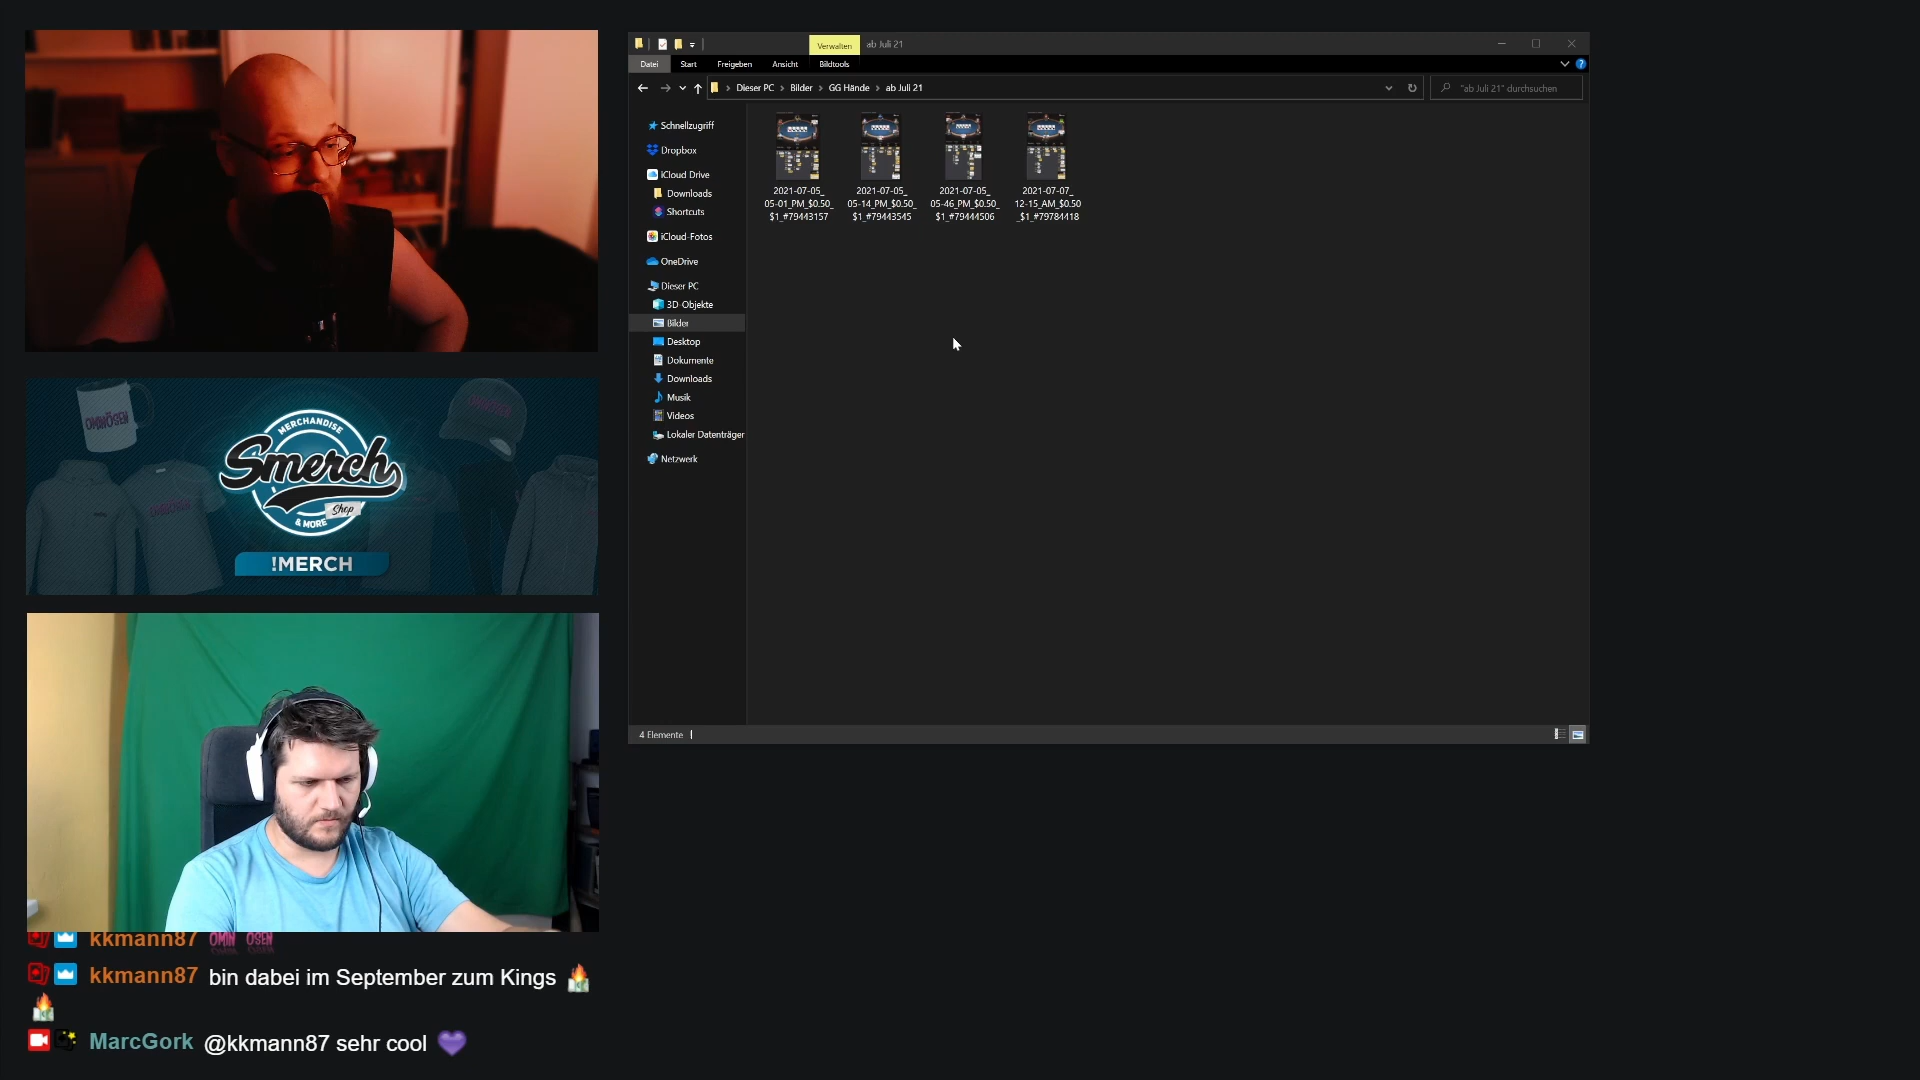 OMINÖSEN
OMINÖSEN
OMINÖSEN
MERCHANDISE
Smerch
Shop
& MORE
!MERCH
kkmann87 OMIN OSEN
kkmann87 bin dabei im September zum Kings
MarcGork @kkmann87 sehr cool
Verwalten ab Juli 21
Datei Start Freigeben Ansicht Bildtools
Dieser PC > Bilder > GG Hände > ab Juli 21
"ab Juli 21" durchsuchen
Schnellzugriff
Dropbox
iCloud Drive
Downloads
Shortcuts
iCloud-Fotos
OneDrive
Dieser PC
3D-Objekte
Bilder
Desktop
Dokumente
Downloads
Musik
Videos
Lokaler Datenträger
Netzwerk
2021-07-05_
05-01_PM_$0.50_
$1_#79443157
2021-07-05_
05-14_PM_$0.50_
$1_#79443545
2021-07-05_
05-46_PM_$0.50_
$1_#79444506
2021-07-07_
12-15_AM_$0.50
_$1_#79784418
4 Elemente